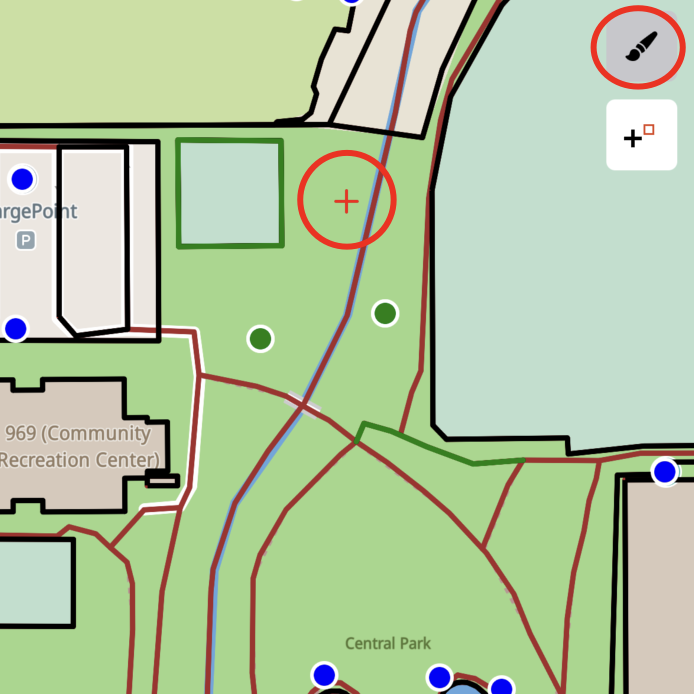 argePoint
P
969 (Community
Recreation Center)
Central Park